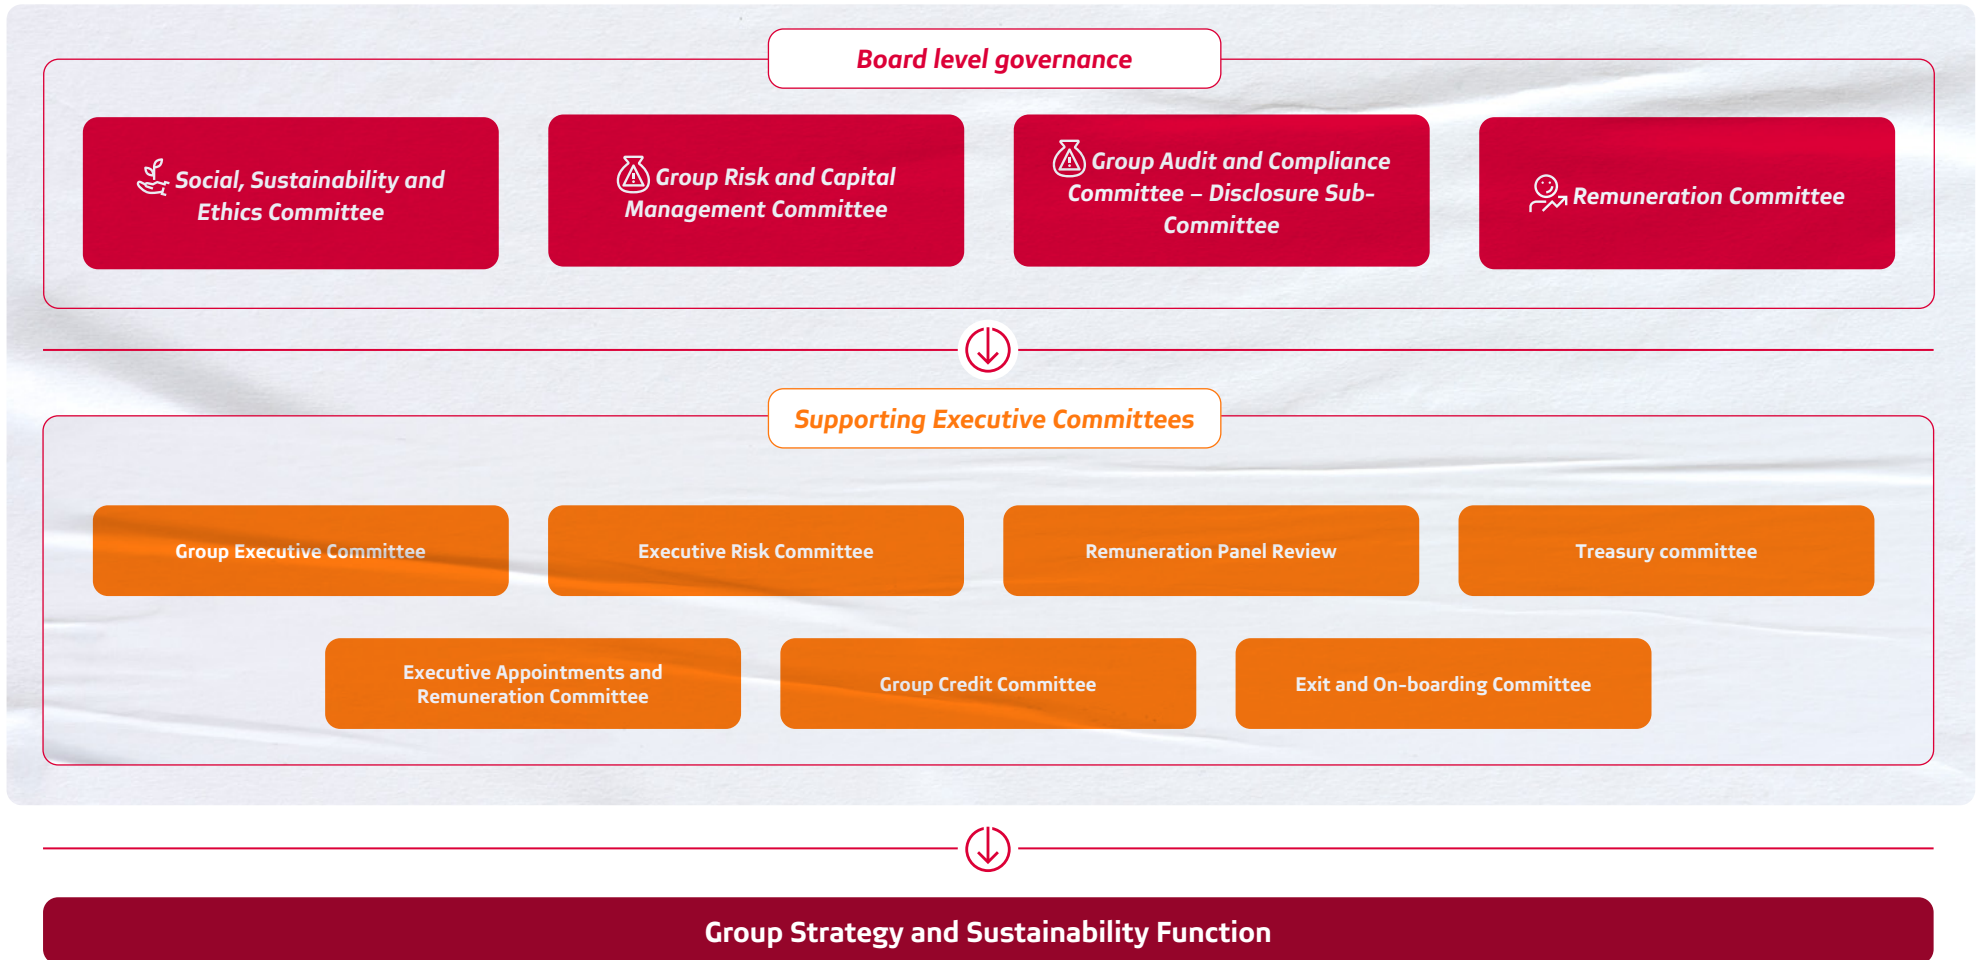 Board level governance
Social, Sustainability and
Ethics Committee
Group Risk and Capital
Management Committee
Group Audit and Compliance
Committee – Disclosure Sub-
Committee
Remuneration Committee
Supporting Executive Committees
Group Executive Committee
Executive Risk Committee
Remuneration Panel Review
Treasury committee
Executive Appointments and
Remuneration Committee
Group Credit Committee
Exit and On-boarding Committee
Group Strategy and Sustainability Function